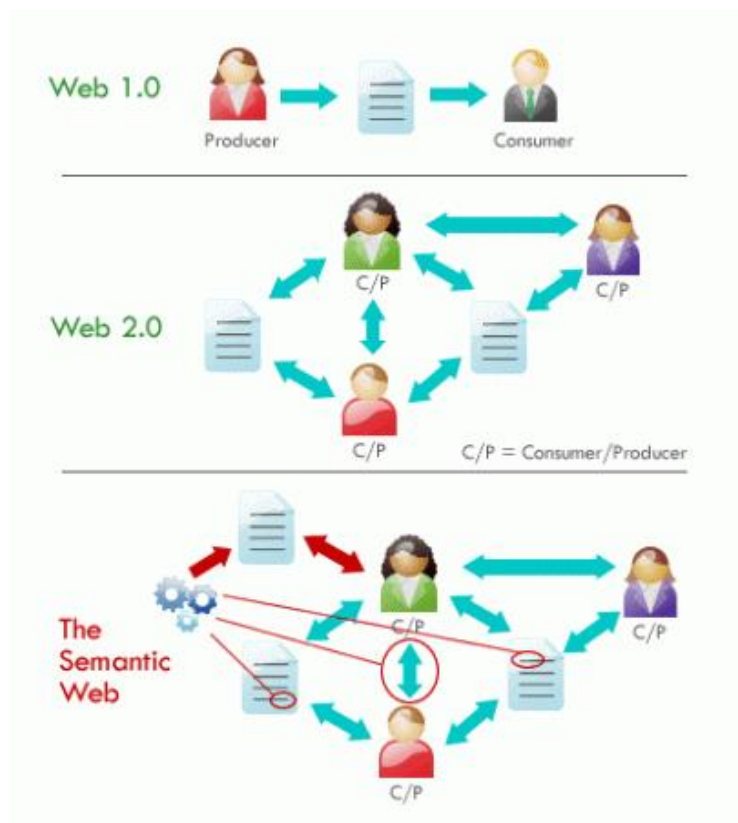 Web 1.0
Producer
Consumer
C/P
C/P
Web 2.0
C/P
C/P = Consumer/Producer
C/P
C/P
The
Semantic
Web
C/P